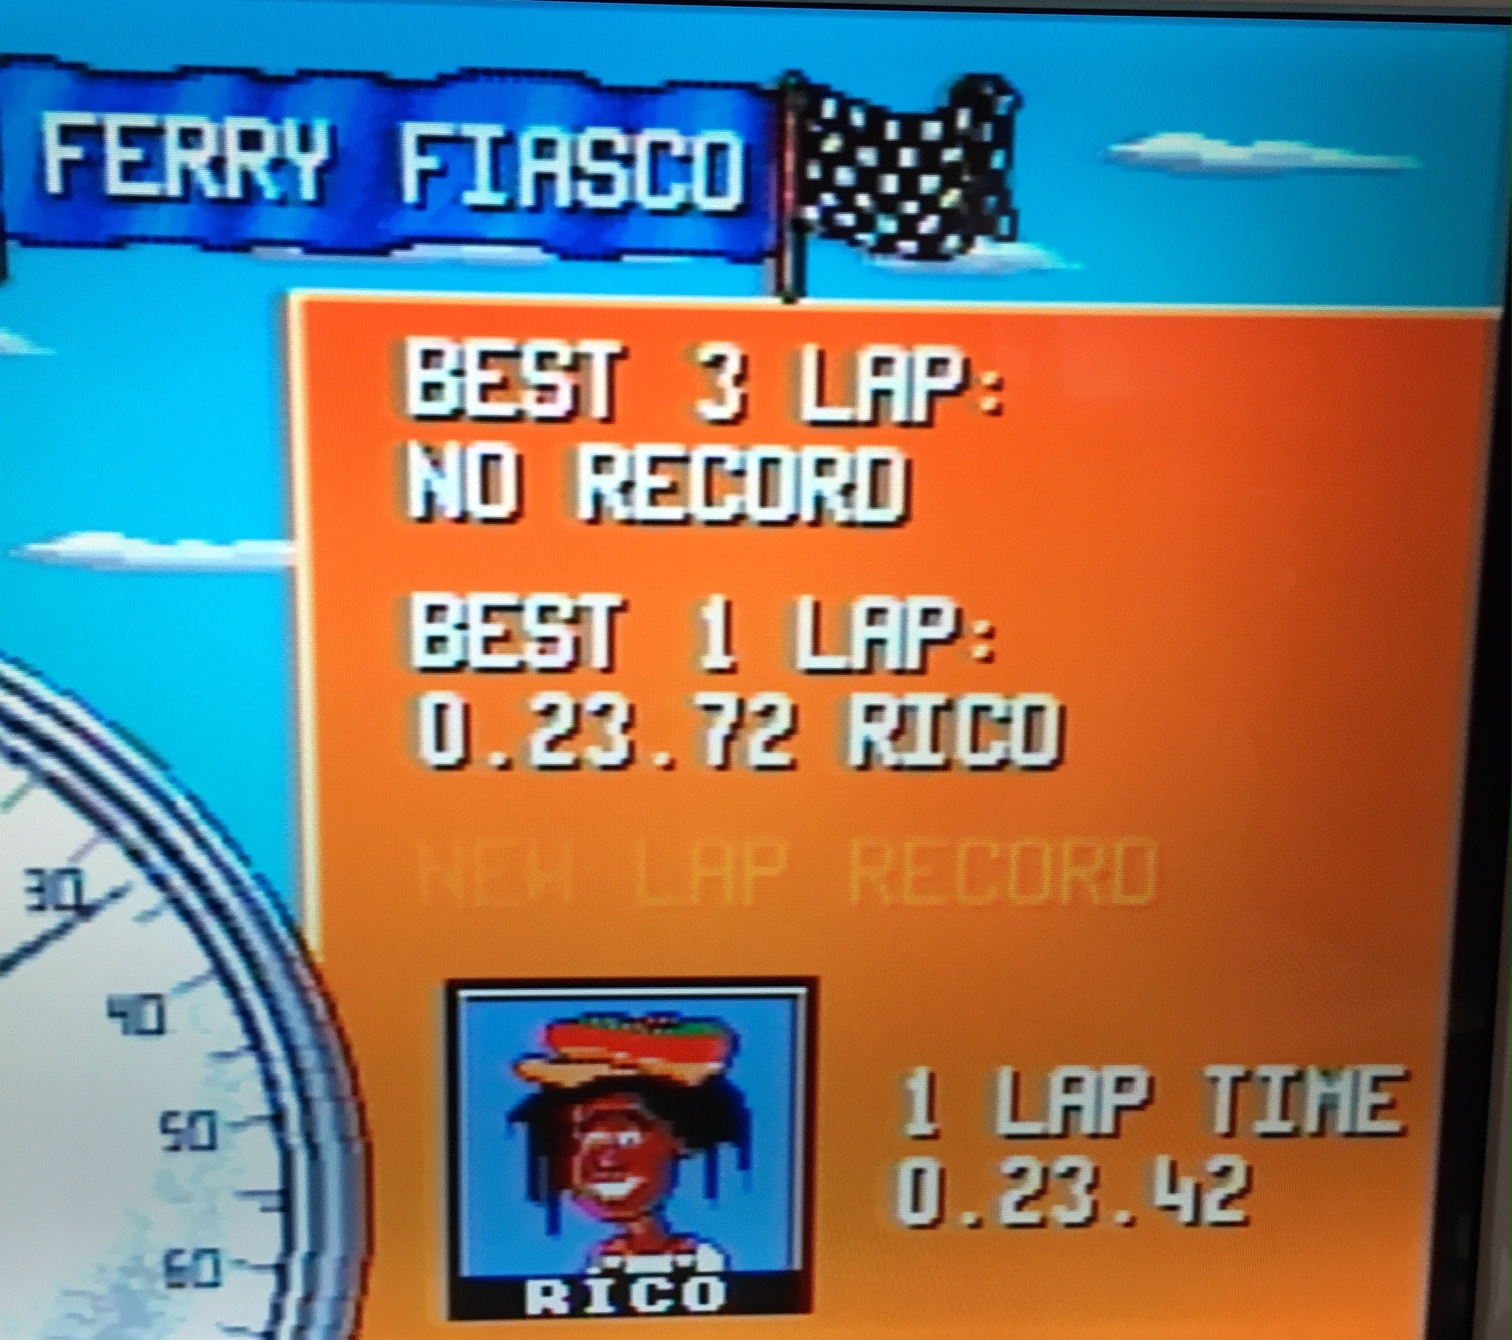 FERRY FIASCO
BEST 3 LAP:
NO RECORD
BEST 1 LAP:
0.23.72 RICO
NEW LAP RECORD
30
40
50
60
1 LAP TIME
0.23.42
RICO